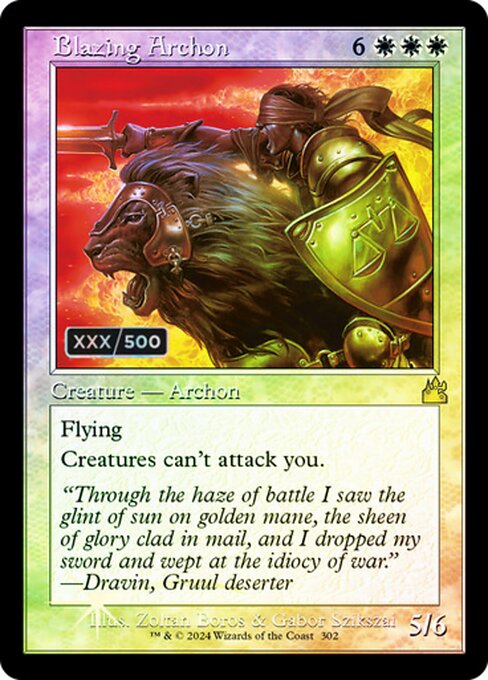 Blazing Archon 6
XXX/500
Creature — Archon
Flying
Creatures can't attack you.
“Through the haze of battle I saw the
glint of sun on golden mane, the sheen
of glory clad in mail, and I dropped my
sword and wept at the idiocy of war.”
—Dravin, Gruul deserter
Illus. Zoltan Boros & Gabor Szikszai
5/6
™ & © 2024 Wizards of the Coast 302